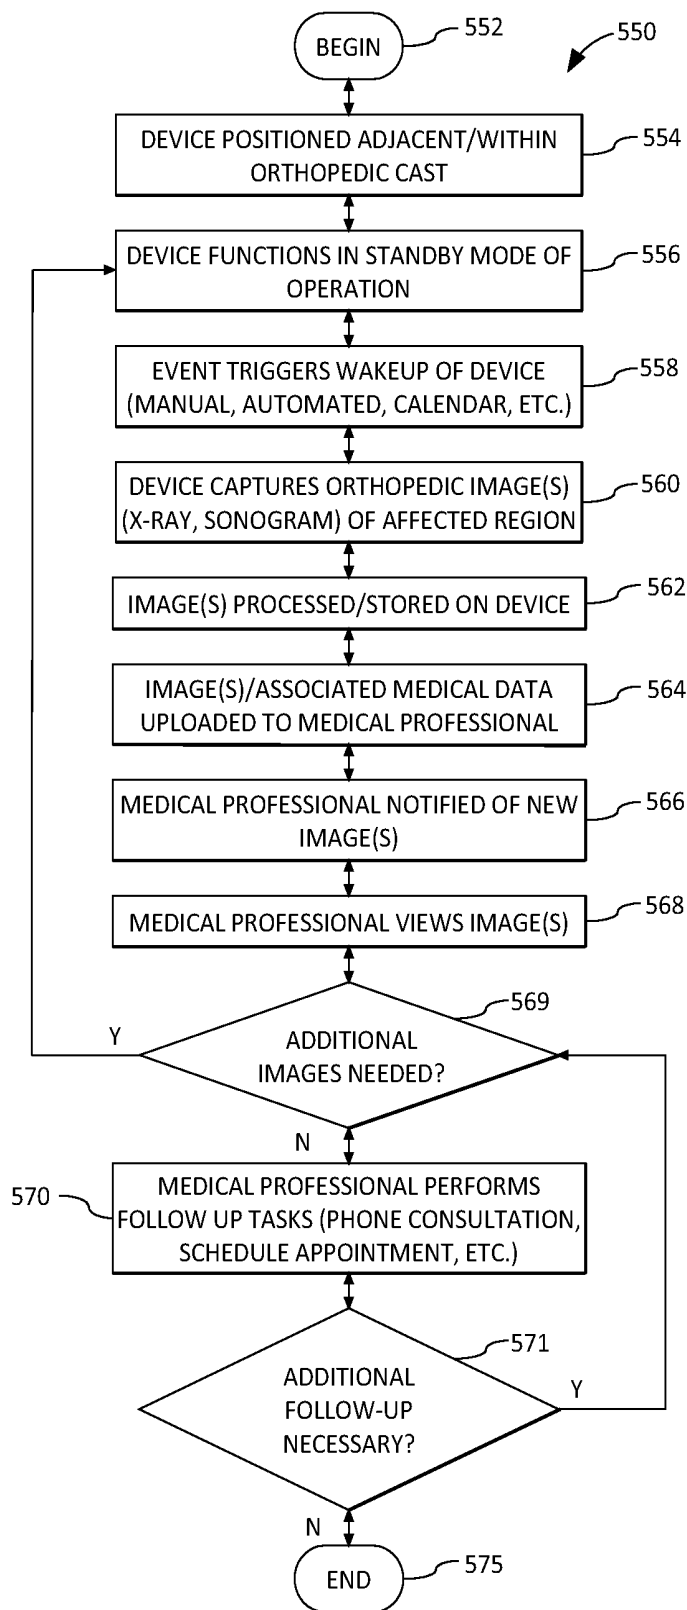 BEGIN
552
550
DEVICE POSITIONED ADJACENT/WITHIN
ORTHOPEDIC CAST
554
DEVICE FUNCTIONS IN STANDBY MODE OF
OPERATION
556
EVENT TRIGGERS WAKEUP OF DEVICE
(MANUAL, AUTOMATED, CALENDAR, ETC.)
558
DEVICE CAPTURES ORTHOPEDIC IMAGE(S)
(X-RAY, SONOGRAM) OF AFFECTED REGION
560
IMAGE(S) PROCESSED/STORED ON DEVICE
562
IMAGE(S)/ASSOCIATED MEDICAL DATA
UPLOADED TO MEDICAL PROFESSIONAL
564
MEDICAL PROFESSIONAL NOTIFIED OF NEW
IMAGE(S)
566
MEDICAL PROFESSIONAL VIEWS IMAGE(S)
568
569
Y
ADDITIONAL
IMAGES NEEDED?
N
570
MEDICAL PROFESSIONAL PERFORMS
FOLLOW UP TASKS (PHONE CONSULTATION,
SCHEDULE APPOINTMENT, ETC.)
571
ADDITIONAL
FOLLOW-UP
NECESSARY?
Y
N
END
575